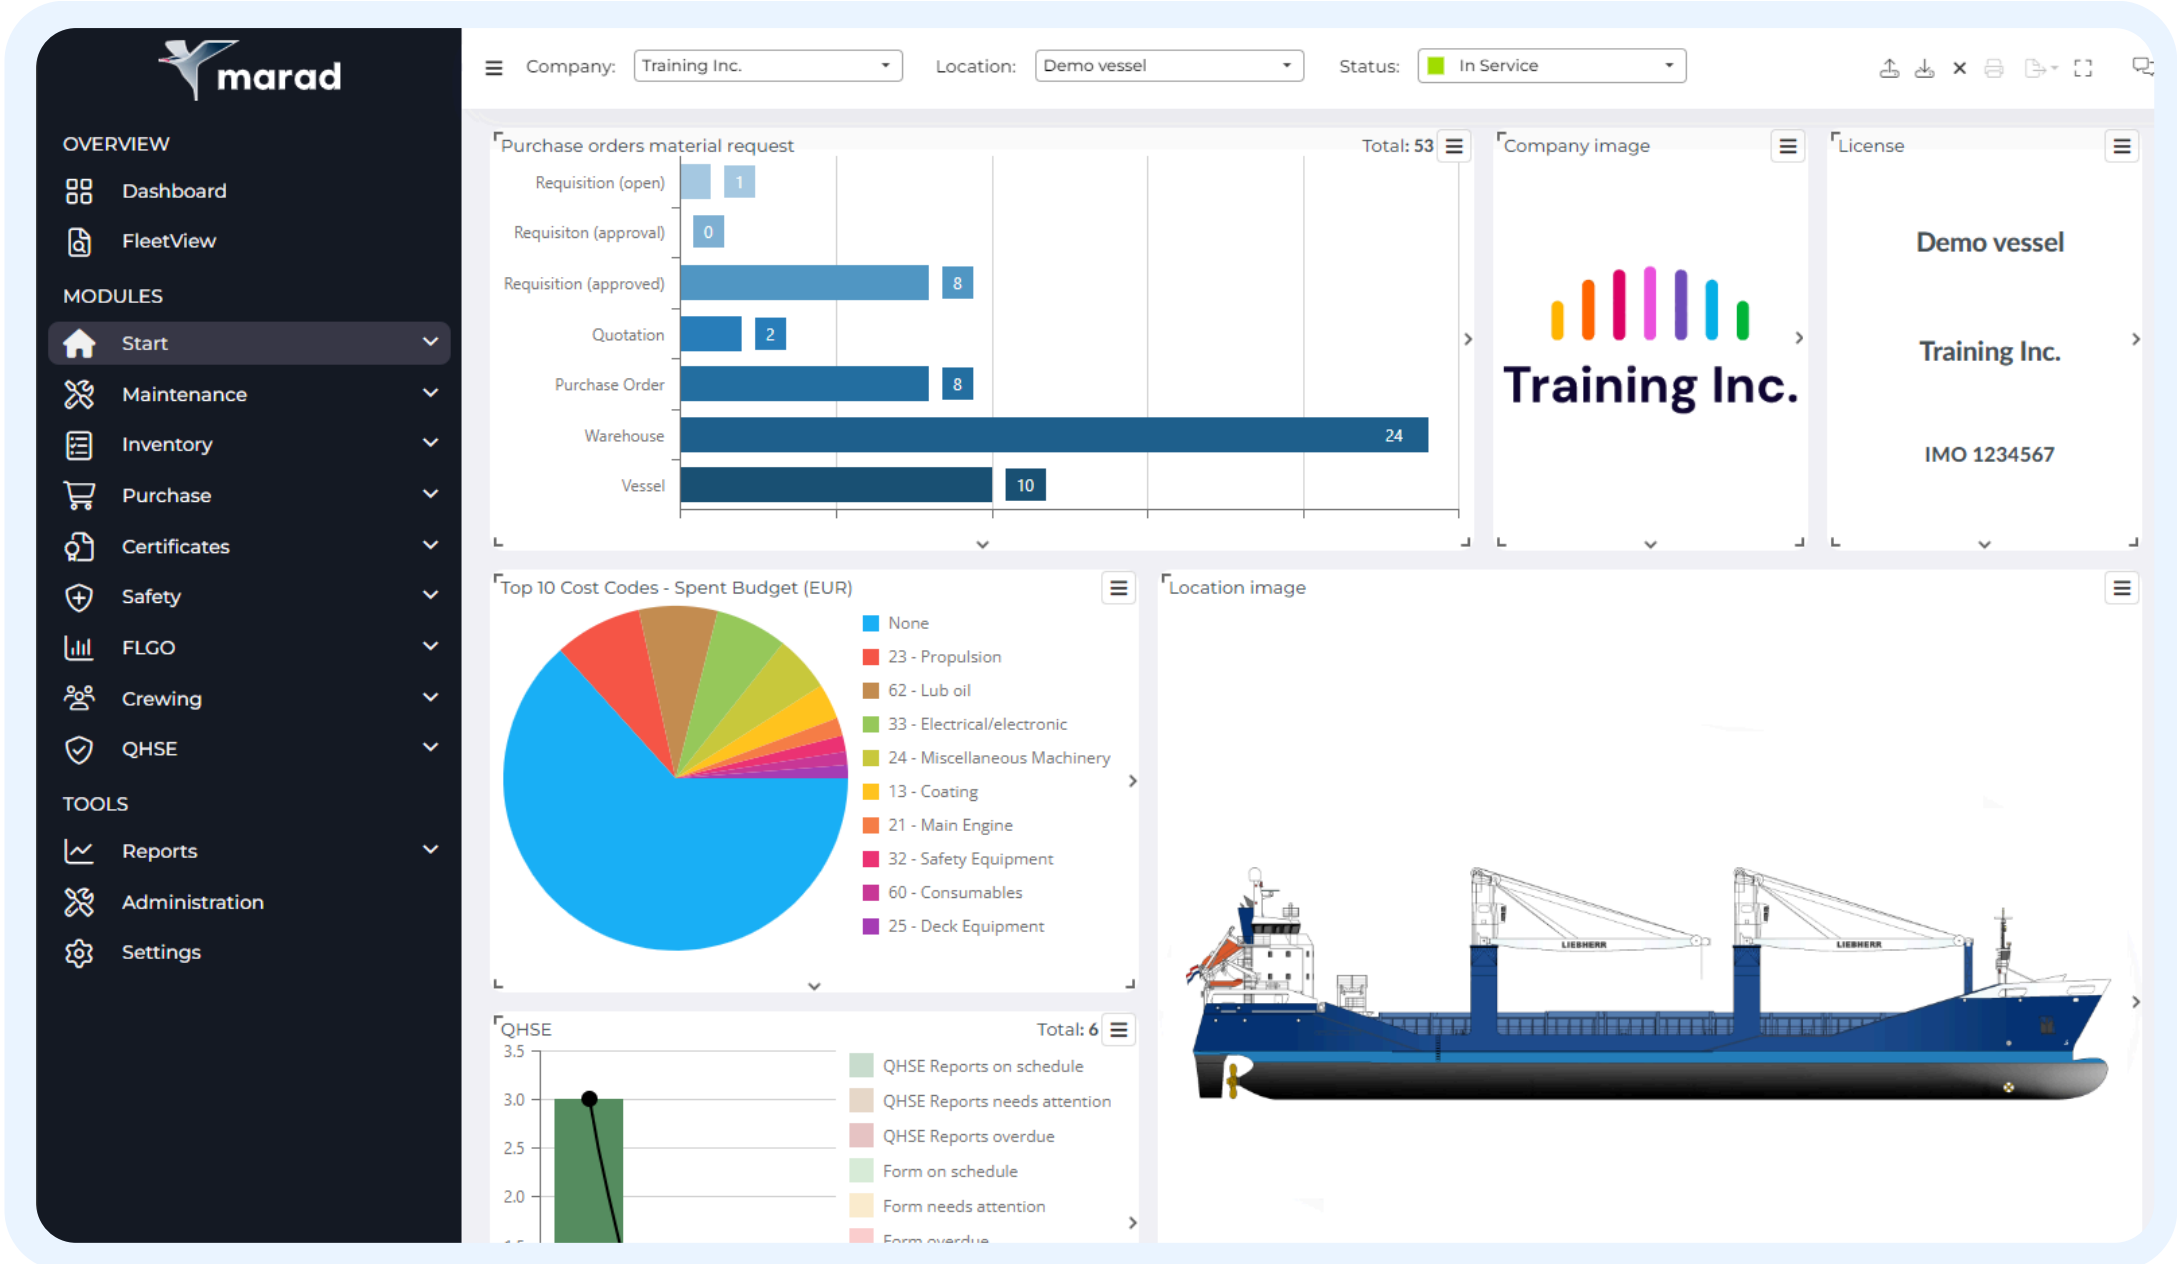 marad
OVERVIEW
Dashboard
FleetView
MODULES
Start
Maintenance
Inventory
Purchase
Certificates
Safety
FLGO
Crewing
QHSE
TOOLS
Reports
Administration
Settings
Company: Training Inc. Location: Demo vessel Status: In Service
Purchase orders material request Total: 53
Requisition (open) 1
Requisiton (approval) 0
Requisition (approved) 8
Quotation 2
Purchase Order 8
Warehouse 24
Vessel 10
Company image
Training Inc.
License
Demo vessel
Training Inc.
IMO 1234567
Top 10 Cost Codes - Spent Budget (EUR)
None
23 - Propulsion
62 - Lub oil
33 - Electrical/electronic
24 - Miscellaneous Machinery
13 - Coating
21 - Main Engine
32 - Safety Equipment
60 - Consumables
25 - Deck Equipment
Location image
LIEBHERR LIEBHERR
QHSE Total: 6
3.5
3.0
2.5
2.0
1.5
QHSE Reports on schedule
QHSE Reports needs attention
QHSE Reports overdue
Form on schedule
Form needs attention
Form overdue